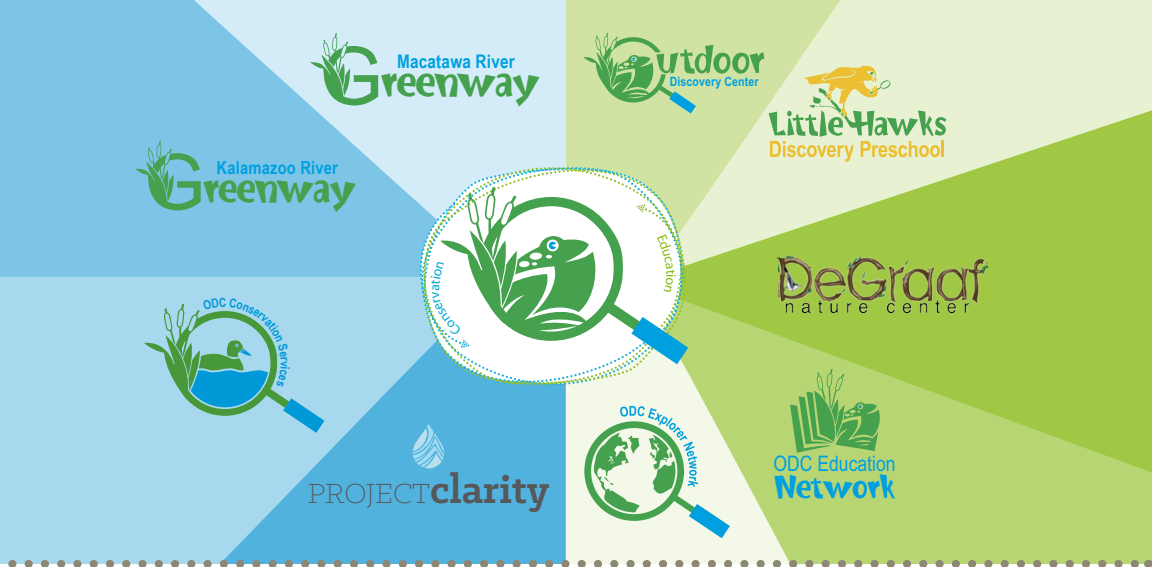 Macatawa River
Greenway
Outdoor
Discovery Center
Little Hawks
Discovery Preschool
Kalamazoo River
Greenway
Education
Conservation
DeGraaf
nature center
ODC Conservation Services
ODC Education
Network
ODC Explorer Network
PROJECTclarity